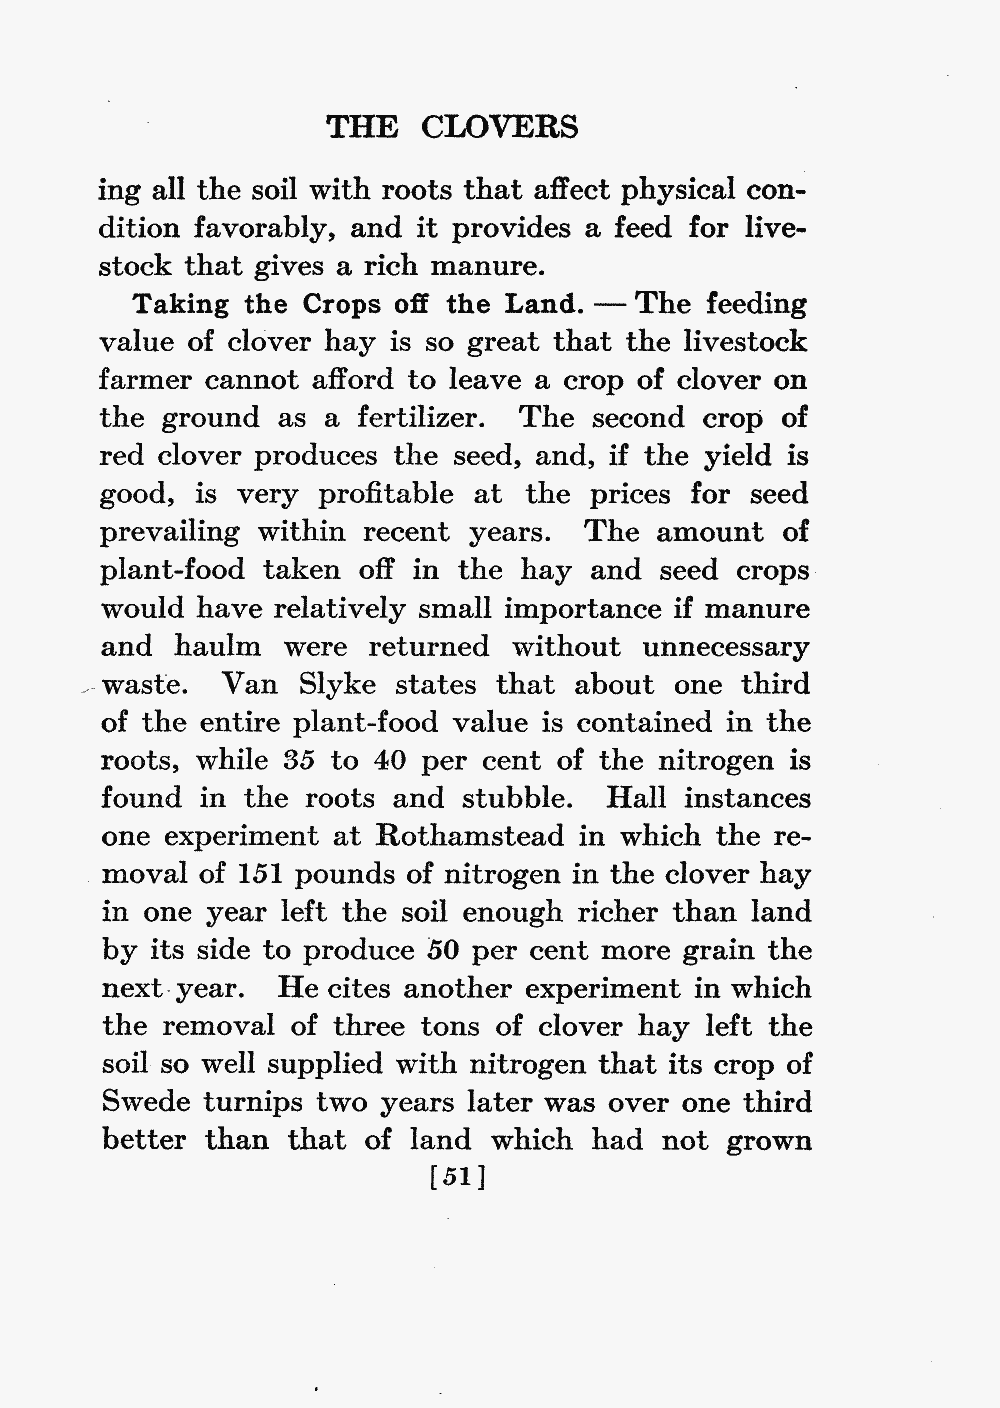 THE CLOVERS
ing all the soil with roots that affect physical con-
dition favorably, and it provides a feed for live-
stock that gives a rich manure.
Taking the Crops off the Land. — The feeding
value of clover hay is so great that the livestock
farmer cannot afford to leave a crop of clover on
the ground as a fertilizer. The second crop of
red clover produces the seed, and, if the yield is
good, is very profitable at the prices for seed
prevailing within recent years. The amount of
plant-food taken off in the hay and seed crops
would have relatively small importance if manure
and haulm were returned without unnecessary
waste. Van Slyke states that about one third
of the entire plant-food value is contained in the
roots, while 35 to 40 per cent of the nitrogen is
found in the roots and stubble. Hall instances
one experiment at Rothamstead in which the re-
moval of 151 pounds of nitrogen in the clover hay
in one year left the soil enough richer than land
by its side to produce 50 per cent more grain the
next year. He cites another experiment in which
the removal of three tons of clover hay left the
soil so well supplied with nitrogen that its crop of
Swede turnips two years later was over one third
better than that of land which had not grown
[51]